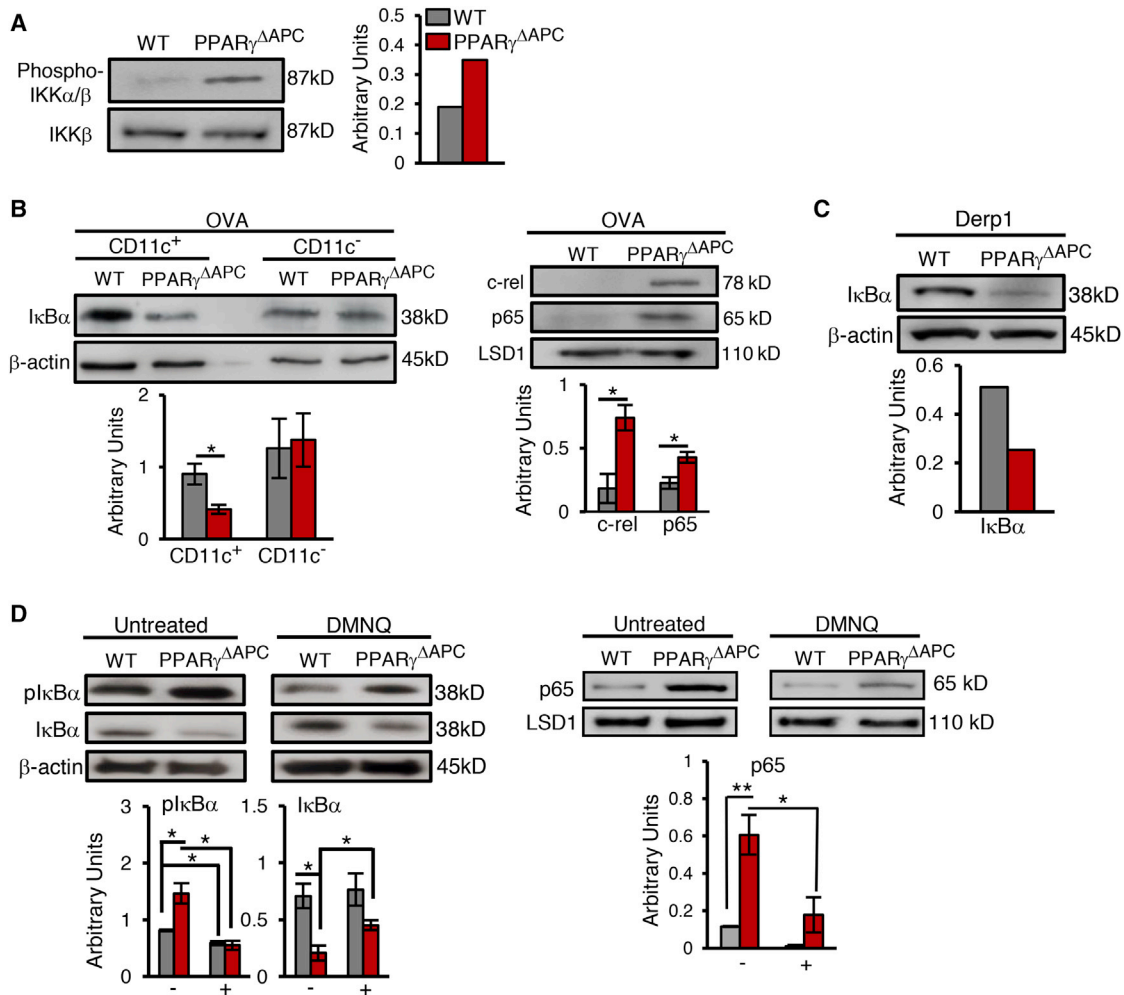 A
WT PPARγΔAPC
Phospho-
IKKα/β
87kD
IKKβ
87kD
Arbitrary Units
0.5
0.4
0.3
0.2
0.1
0
WT
PPARγΔAPC
B
OVA
CD11c+ CD11c-
WT PPARγΔAPC WT PPARγΔAPC
IκBα 38kD
β-actin 45kD
Arbitrary Units
2
1
0
*
CD11c+ CD11c-
OVA
WT PPARγΔAPC
c-rel 78 kD
p65 65 kD
LSD1 110 kD
Arbitrary Units
1
0.5
0
*
*
c-rel p65
C
Derp1
WT PPARγΔAPC
IκBα 38kD
β-actin 45kD
Arbitrary Units
0.6
0.4
0.2
0
IκBα
D
Untreated DMNQ
WT PPARγΔAPC WT PPARγΔAPC
pIκBα 38kD
IκBα 38kD
β-actin 45kD
Arbitrary Units
pIκBα
3
2
1
0
* *
*
- +
IκBα
1.5
1
0.5
0
*
*
- +
Untreated DMNQ
WT PPARγΔAPC WT PPARγΔAPC
p65 65 kD
LSD1 110 kD
Arbitrary Units
p65
1
0.8
0.6
0.4
0.2
0
**
*
- +